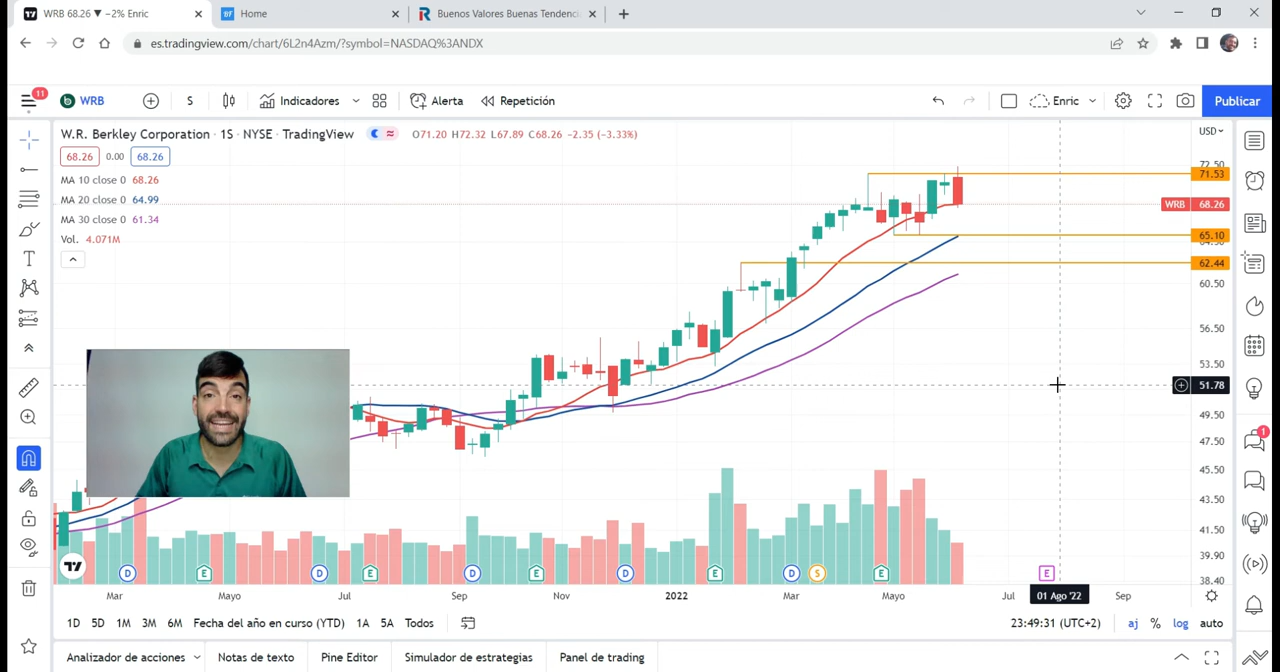 WRB 68.26 ▼ −2% Enric
Home
Buenos Valores Buenas Tendenci
es.tradingview.com/chart/6L2n4Azm/?symbol=NASDAQ%3ANDX
11
WRB
S
Indicadores
Alerta
Repetición
Enric
Publicar
W.R. Berkley Corporation · 1S · NYSE · TradingView
O71.20 H72.32 L67.89 C68.26 −2.35 (−3.33%)
USD
68.26 0.00 68.26
MA 10 close 0 68.26
MA 20 close 0 64.99
MA 30 close 0 61.34
Vol. 4.071M
72.50
71.53
WRB 68.26
65.10
62.44
60.50
56.50
53.50
51.78
49.50
47.50
45.50
43.50
41.50
39.90
38.40
1
D E D E D E D E D S E E
Mar Mayo Jul Sep Nov 2022 Mar Mayo Jul 01 Ago '22 Sep
1D 5D 1M 3M 6M Fecha del año en curso (YTD) 1A 5A Todos
23:49:31 (UTC+2) aj % log auto
Analizador de acciones Notas de texto Pine Editor Simulador de estrategias Panel de trading